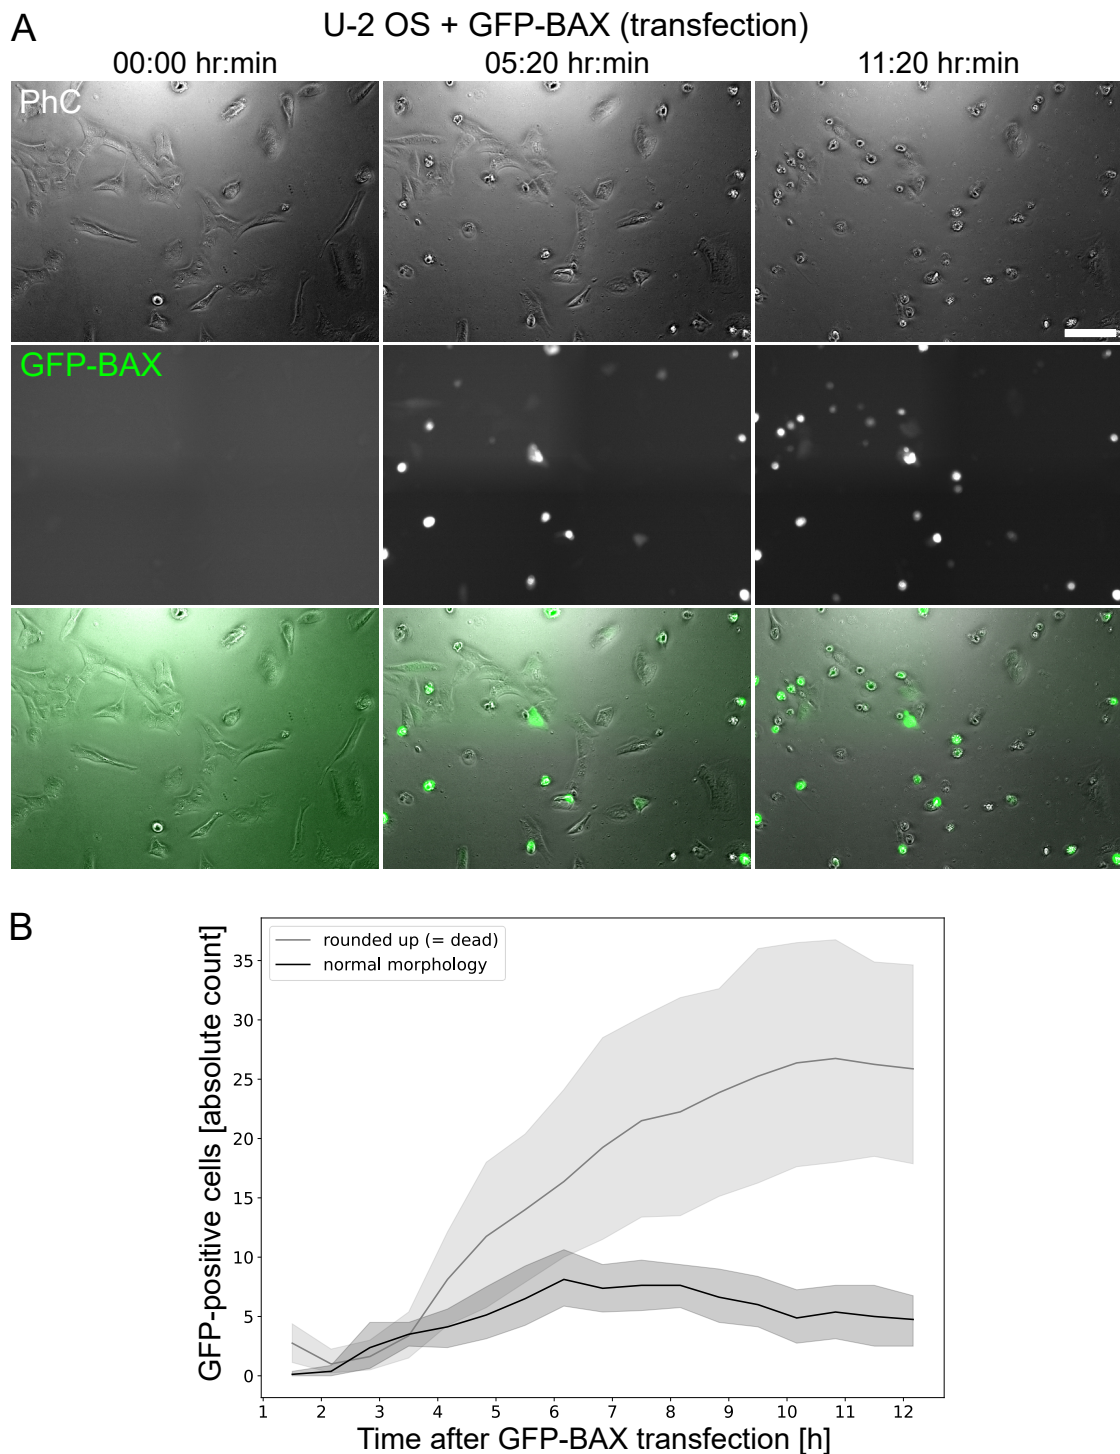 A
U-2 OS + GFP-BAX (transfection)
00:00 hr:min
05:20 hr:min
11:20 hr:min
PhC
GFP-BAX
B
GFP-positive cells [absolute count]
rounded up (= dead)
normal morphology
35
30
25
20
15
10
5
0
1 2 3 4 5 6 7 8 9 10 11 12
Time after GFP-BAX transfection [h]